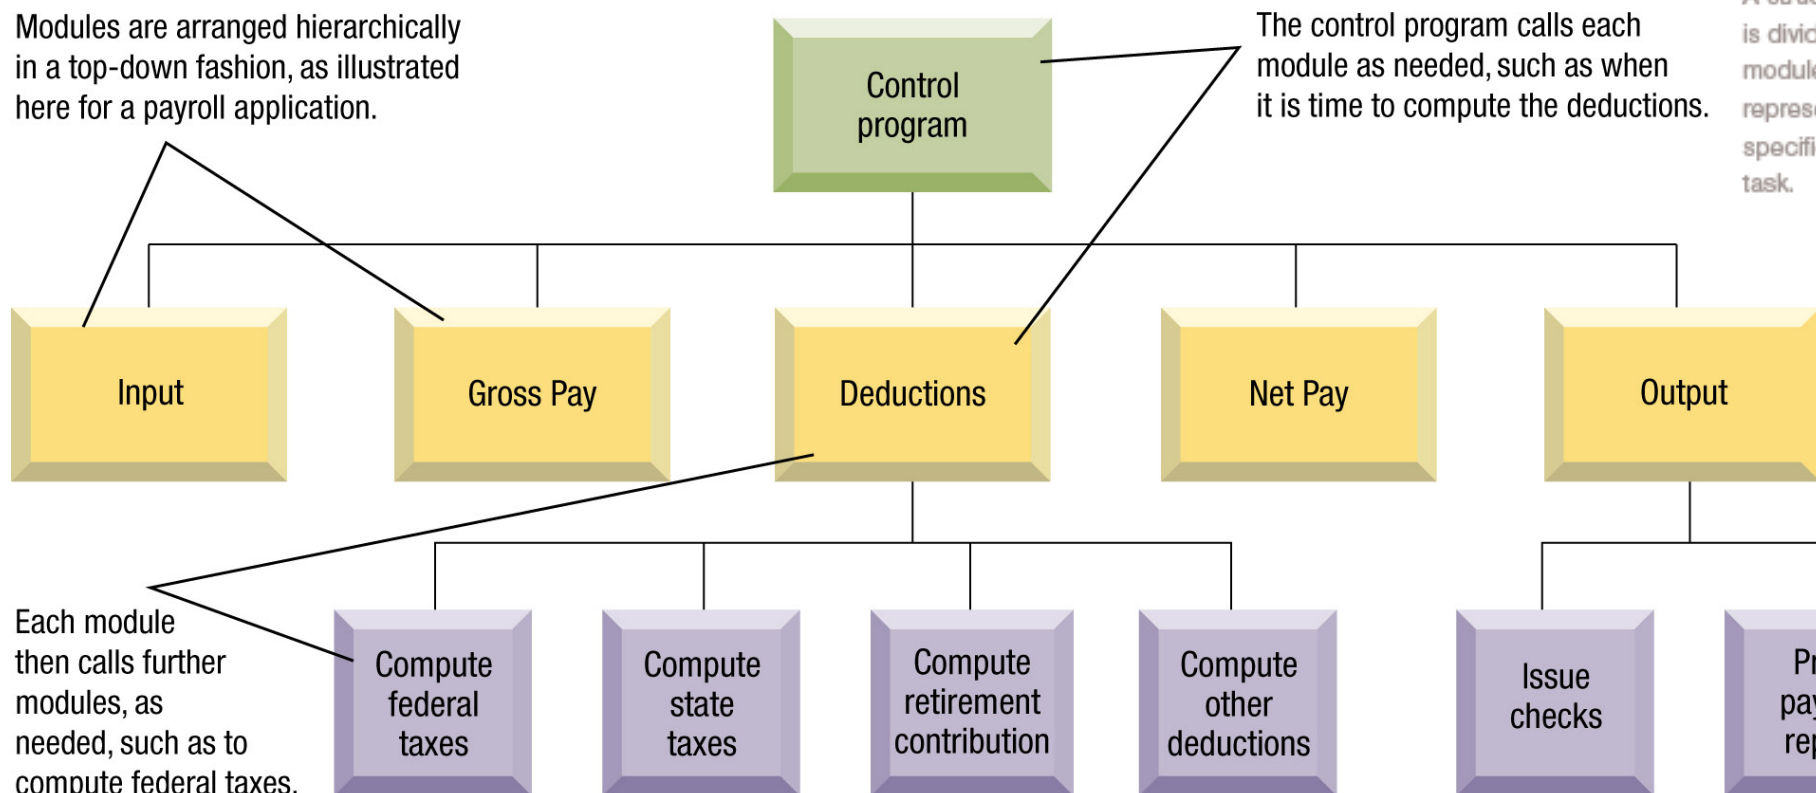 Modules are arranged hierarchically
in a top-down fashion, as illustrated
here for a payroll application.
The control program calls each
module as needed, such as when
it is time to compute the deductions.
is
task.
Control
program
Input
Gross Pay
Deductions
Net Pay
Output
Each module
then calls further
modules, as
needed, such as to
compute federal taxes.
Compute
federal
taxes
Compute
state
taxes
Compute
retirement
contribution
Compute
other
deductions
Issue
checks